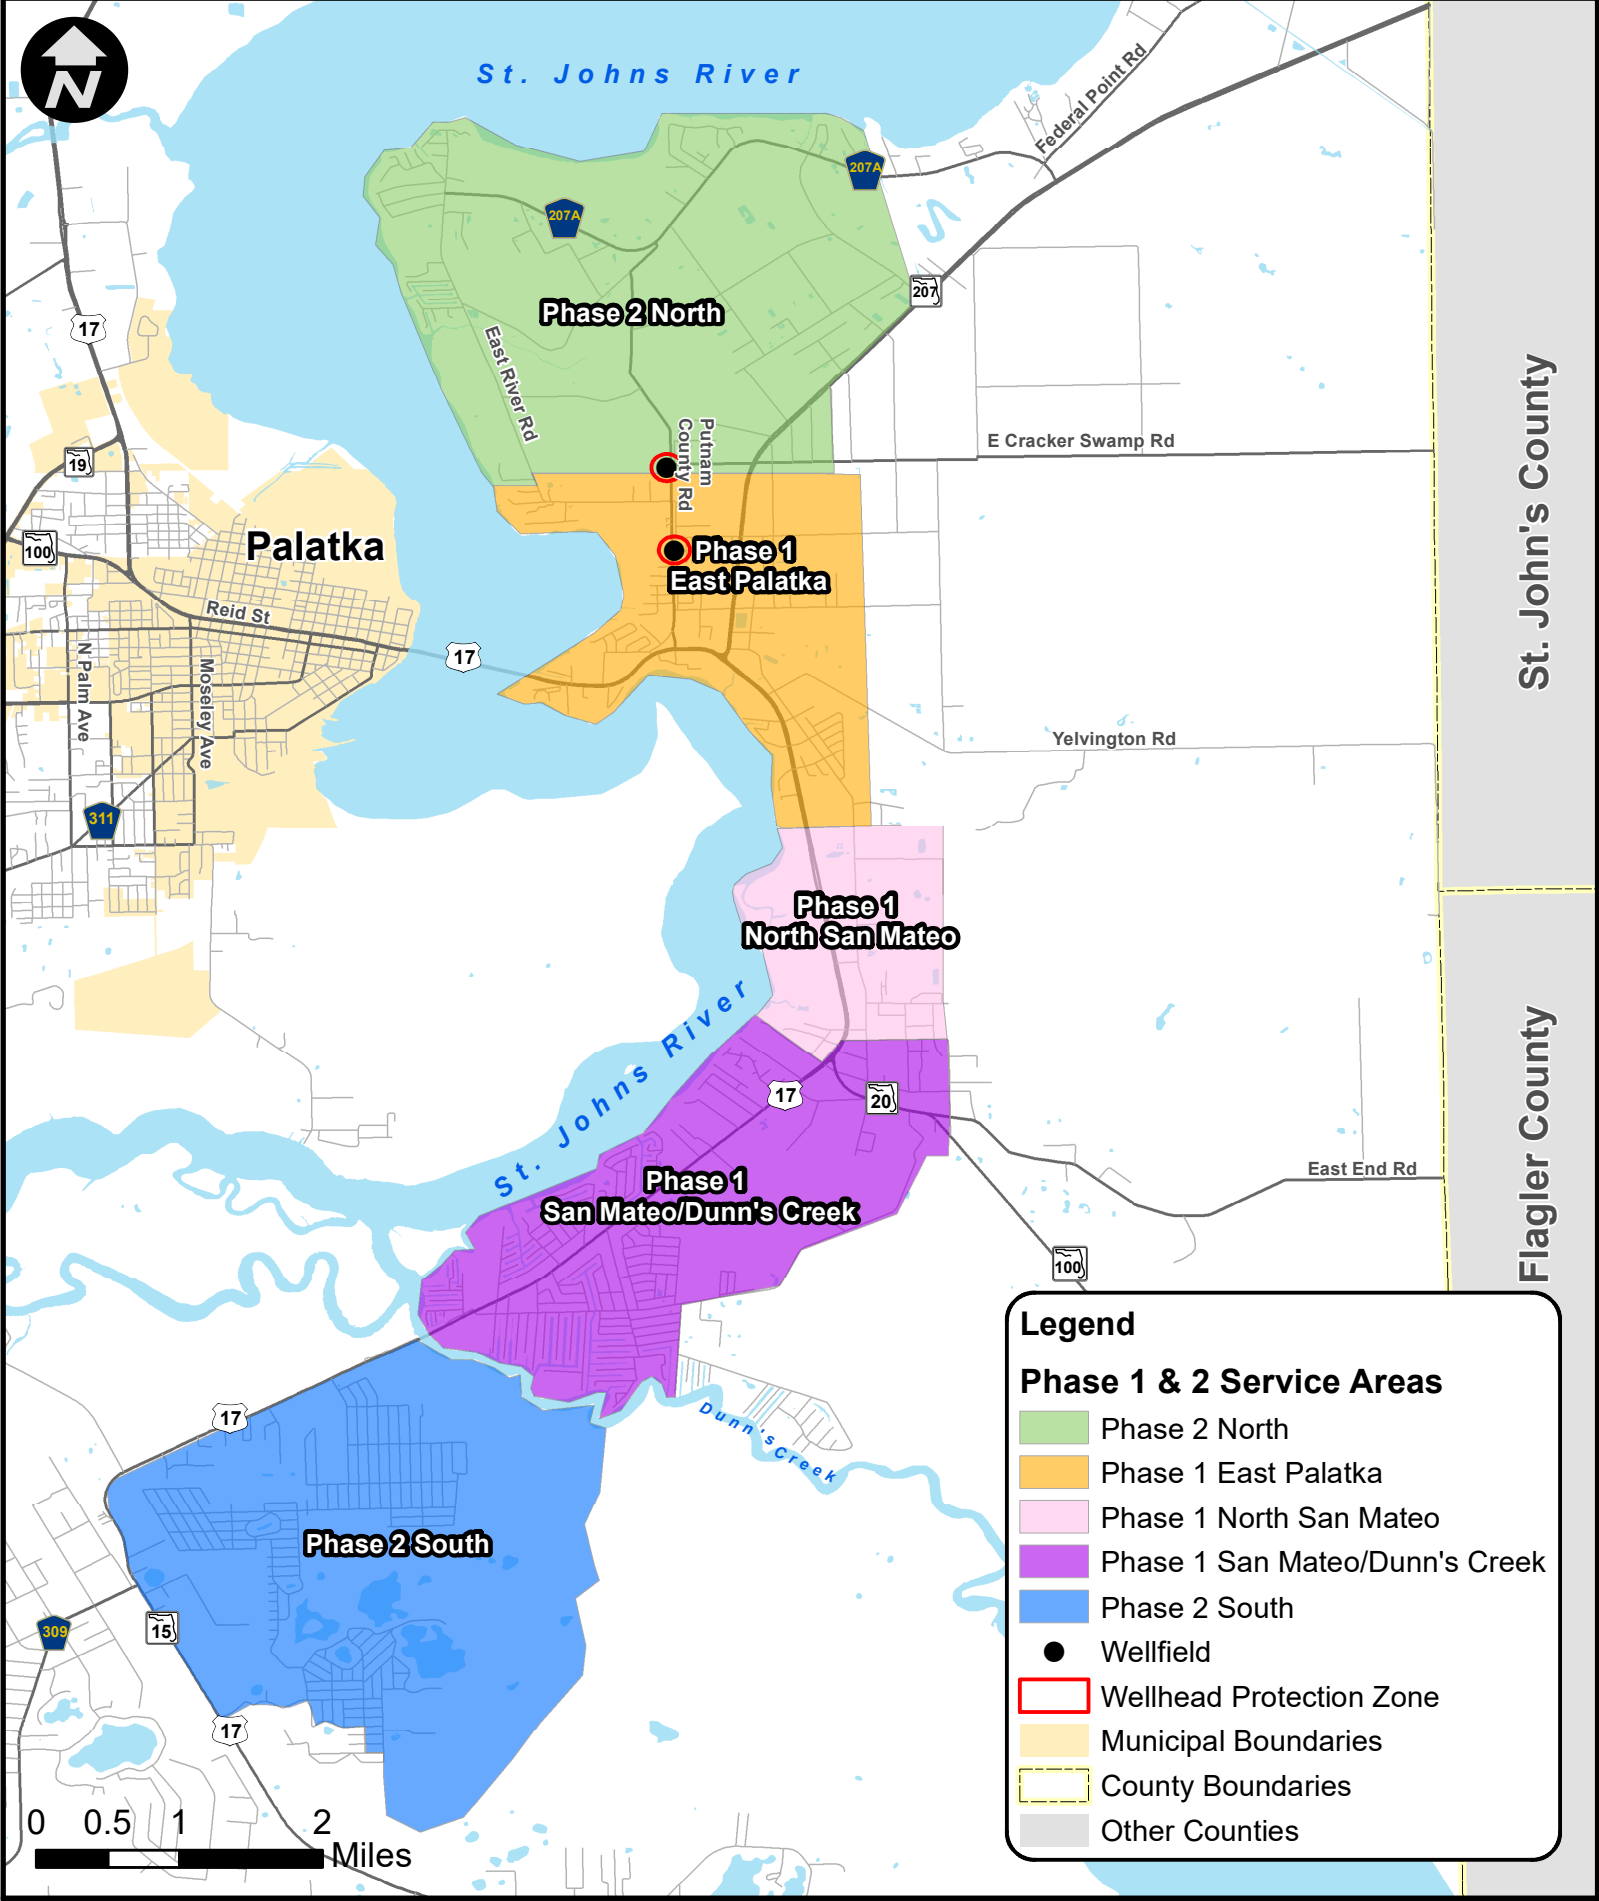 N
St. Johns River
Federal Point Rd
207A
207A
207
17
Phase 2 North
East River Rd
Putnam
County Rd
E Cracker Swamp Rd
19
100
Palatka
Phase 1
East Palatka
Reid St
17
N Palm Ave
Moseley Ave
St. John's County
Yelvington Rd
311
Phase 1
North San Mateo
St. Johns River
17
20
Flagler County
East End Rd
Phase 1
San Mateo/Dunn's Creek
100
17
Dunn's Creek
Phase 2 South
309
15
17
0 0.5 1 2
Miles
Legend
Phase 1 & 2 Service Areas
Phase 2 North
Phase 1 East Palatka
Phase 1 North San Mateo
Phase 1 San Mateo/Dunn's Creek
Phase 2 South
Wellfield
Wellhead Protection Zone
Municipal Boundaries
County Boundaries
Other Counties